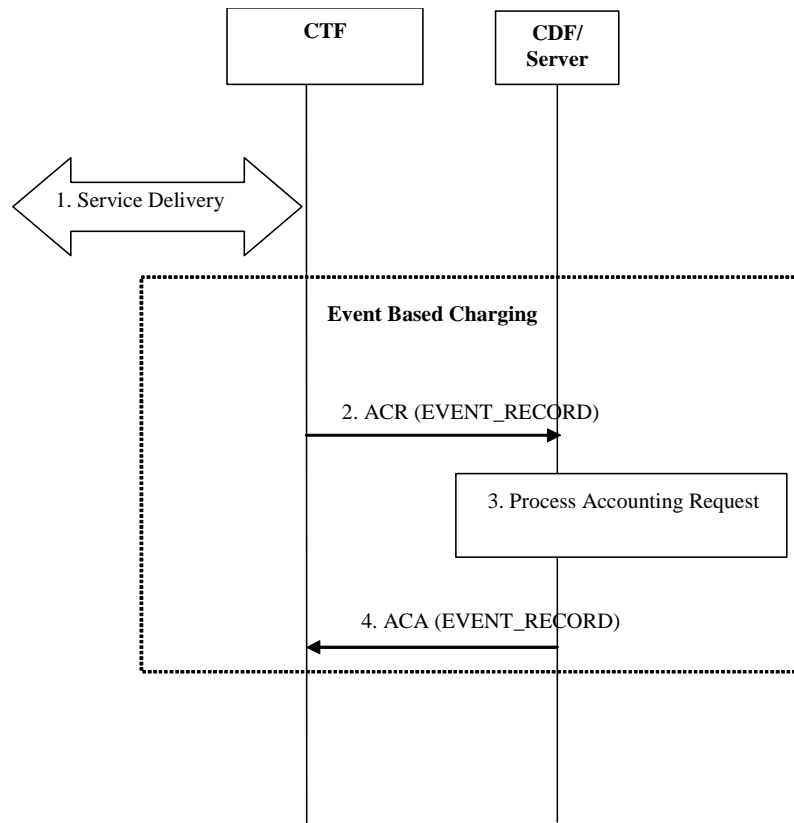 CTF
CDF/
Server
1. Service Delivery
Event Based Charging
2. ACR (EVENT_RECORD)
3. Process Accounting Request
4. ACA (EVENT_RECORD)